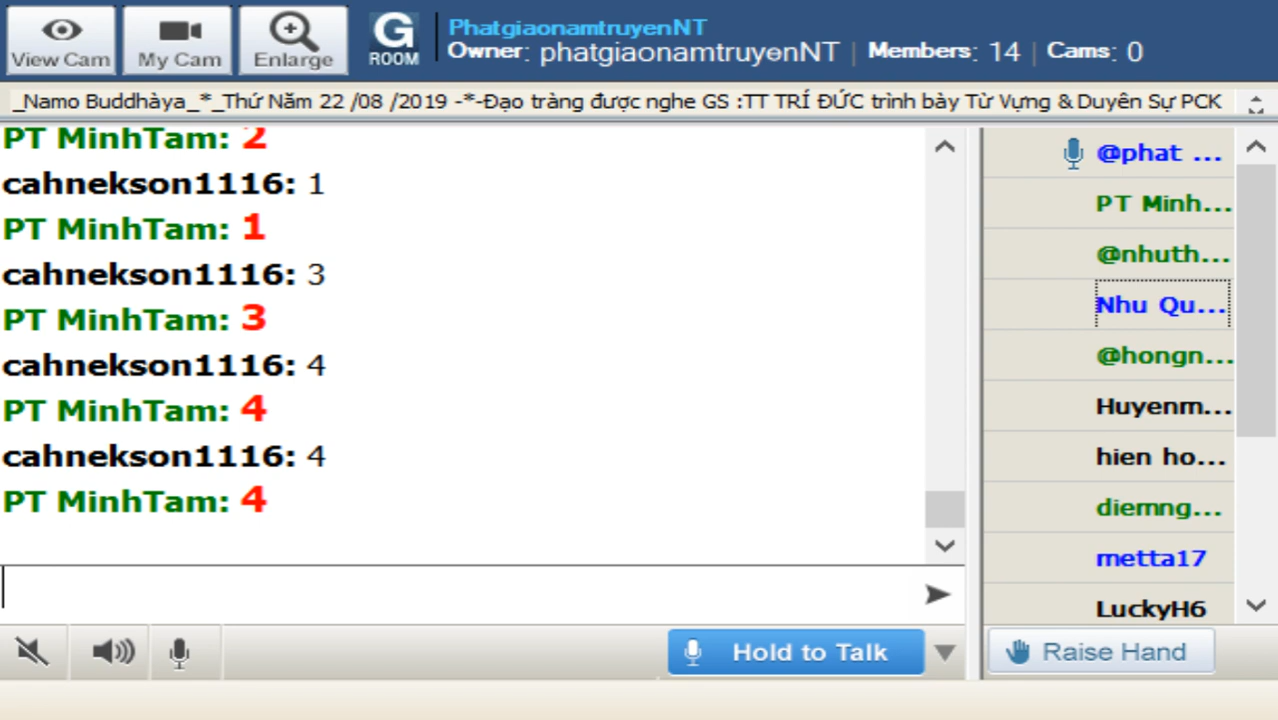 View Cam
My Cam
Enlarge
G ROOM
PhatgiaonamtruyenNT
Owner: phatgiaonamtruyenNT | Members: 14 | Cams: 0
_Namo Buddhàya_*_Thứ Năm 22 /08 /2019 -*-Đạo tràng được nghe GS :TT TRÍ ĐỨC trình bày Từ Vựng & Duyên Sự PCK
PT MinhTam: 2
cahnekson1116: 1
PT MinhTam: 1
cahnekson1116: 3
PT MinhTam: 3
cahnekson1116: 4
PT MinhTam: 4
cahnekson1116: 4
PT MinhTam: 4
@phat ...
PT Minh...
@nhuth...
Nhu Qu...
@hongn...
Huyenm...
hien ho...
diemng...
metta17
LuckyH6
Hold to Talk
Raise Hand